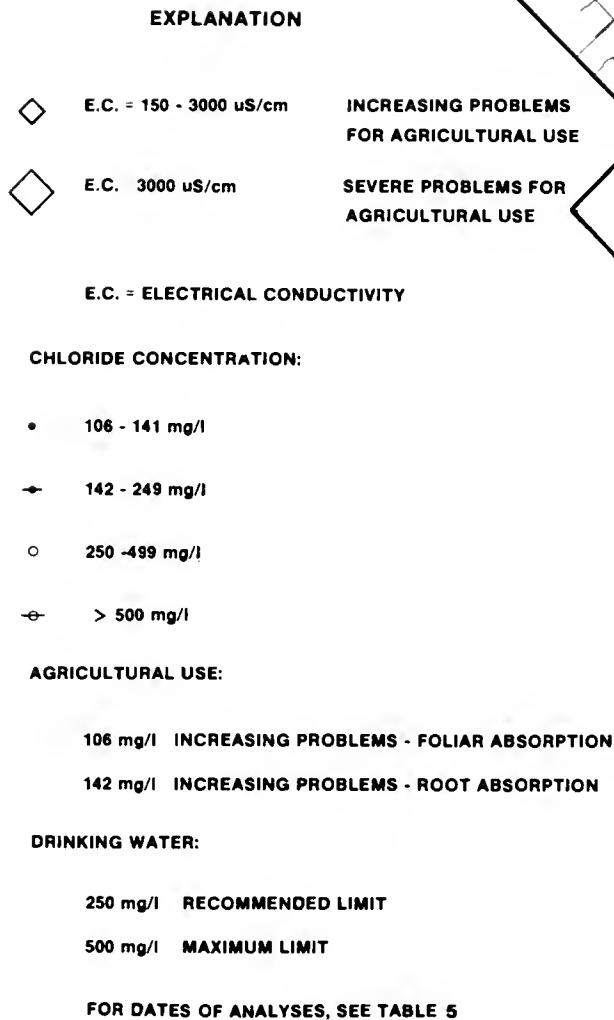 EXPLANATION
E.C. = 150 - 3000 uS/cm INCREASING PROBLEMS
FOR AGRICULTURAL USE
E.C. 3000 uS/cm SEVERE PROBLEMS FOR
AGRICULTURAL USE
E.C. = ELECTRICAL CONDUCTIVITY
CHLORIDE CONCENTRATION:
106 - 141 mg/l
142 - 249 mg/l
250 -499 mg/l
> 500 mg/l
AGRICULTURAL USE:
106 mg/l INCREASING PROBLEMS - FOLIAR ABSORPTION
142 mg/l INCREASING PROBLEMS - ROOT ABSORPTION
DRINKING WATER:
250 mg/l RECOMMENDED LIMIT
500 mg/l MAXIMUM LIMIT
FOR DATES OF ANALYSES, SEE TABLE 5